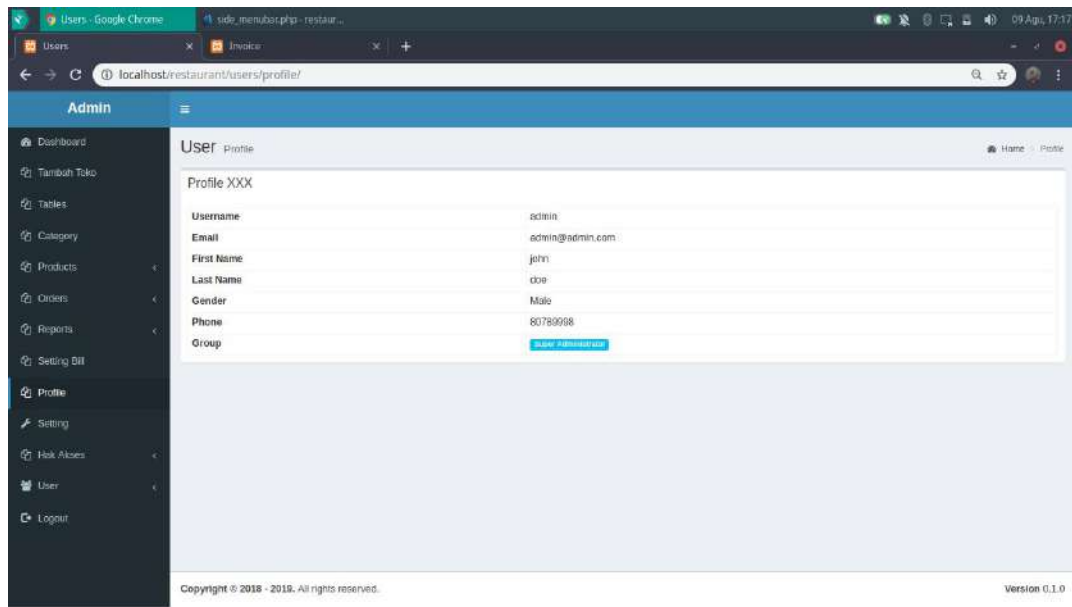 Users - Google Chrome
side_menubar.php - restaur...
09 Agu, 17:17
Users
Invoice
localhost/restaurant/users/profile/
Admin
Dashboard
Tambah Toko
Tables
Category
Products
Orders
Reports
Setting Bill
Profile
Setting
Hak Akses
User
Logout
User Profile
Home > Profile
Profile XXX
Username admin
Email admin@admin.com
First Name john
Last Name doe
Gender Male
Phone 80789998
Group Super Administrator
Copyright © 2018 - 2019. All rights reserved.
Version 0.1.0